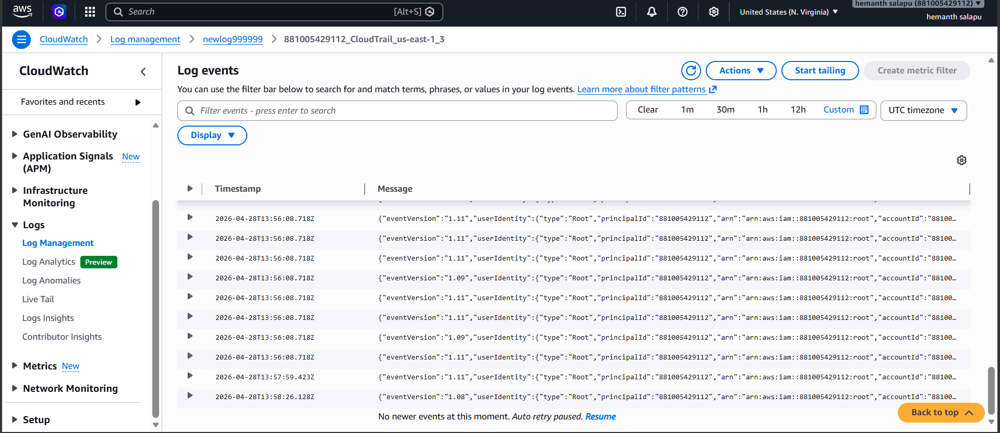 aws
Search [Alt+S]
United States (N. Virginia)
hemanth salapu (881005429112)
hemanth salapu
CloudWatch Log management newlog999999 881005429112_CloudTrail_us-east-1_3
CloudWatch
Favorites and recents
GenAI Observability
Application Signals New
(APM)
Infrastructure
Monitoring
Logs
Log Management
Log Analytics Preview
Log Anomalies
Live Tail
Logs Insights
Contributor Insights
Metrics New
Network Monitoring
Setup
Log events
Actions Start tailing Create metric filter
You can use the filter bar below to search for and match terms, phrases, or values in your log events. Learn more about filter patterns
Filter events - press enter to search
Clear 1m 30m 1h 12h Custom UTC timezone
Display
Timestamp Message
2026-04-28T13:56:08.718Z {"eventVersion":"1.11","userIdentity":{"type":"Root","principalId":"881005429112","arn":"arn:aws:iam::881005429112:root","accountId":"88100…
2026-04-28T13:56:08.718Z {"eventVersion":"1.11","userIdentity":{"type":"Root","principalId":"881005429112","arn":"arn:aws:iam::881005429112:root","accountId":"88100…
2026-04-28T13:56:08.718Z {"eventVersion":"1.11","userIdentity":{"type":"Root","principalId":"881005429112","arn":"arn:aws:iam::881005429112:root","accountId":"88100…
2026-04-28T13:56:08.718Z {"eventVersion":"1.09","userIdentity":{"type":"Root","principalId":"881005429112","arn":"arn:aws:iam::881005429112:root","accountId":"88100…
2026-04-28T13:56:08.718Z {"eventVersion":"1.11","userIdentity":{"type":"Root","principalId":"881005429112","arn":"arn:aws:iam::881005429112:root","accountId":"88100…
2026-04-28T13:56:08.718Z {"eventVersion":"1.11","userIdentity":{"type":"Root","principalId":"881005429112","arn":"arn:aws:iam::881005429112:root","accountId":"88100…
2026-04-28T13:56:08.718Z {"eventVersion":"1.09","userIdentity":{"type":"Root","principalId":"881005429112","arn":"arn:aws:iam::881005429112:root","accountId":"88100…
2026-04-28T13:56:08.718Z {"eventVersion":"1.11","userIdentity":{"type":"Root","principalId":"881005429112","arn":"arn:aws:iam::881005429112:root","accountId":"88100…
2026-04-28T13:57:59.423Z {"eventVersion":"1.11","userIdentity":{"type":"Root","principalId":"881005429112","arn":"arn:aws:iam::881005429112:root","accountId":"88100…
2026-04-28T13:58:26.128Z {"eventVersion":"1.08","userIdentity":{"type":"Root","principalId":"881005429112","arn":"arn:aws:iam::881005429112:root","accountId":"88100…
No newer events at this moment. Auto retry paused. Resume
Back to top